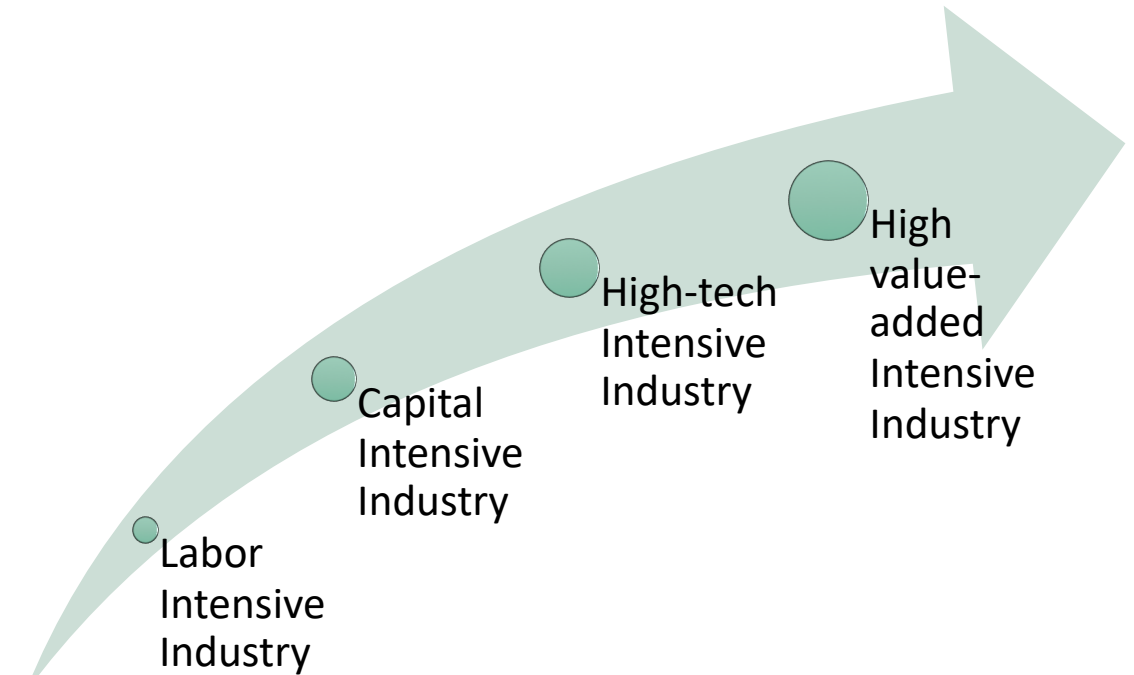 Labor
Intensive
Industry
Capital
Intensive
Industry
High-tech
Intensive
Industry
High
value-
added
Intensive
Industry